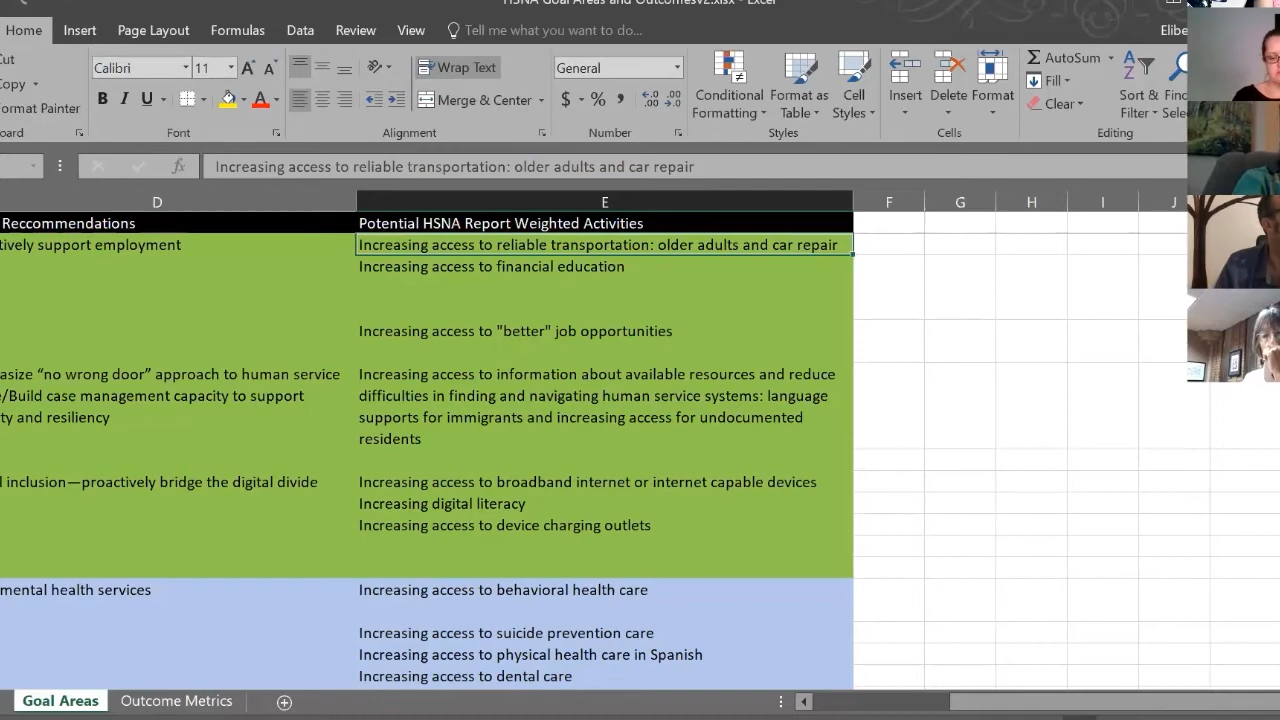 HSNA Goal Areas and Outcomesv2.xlsx - Excel
Home Insert Page Layout Formulas Data Review View Tell me what you want to do... Elibe
Cut
Copy
Format Painter
Calibri 11
Wrap Text
Merge & Center
General
$ % ,
Conditional Formatting
Format as Table
Cell Styles
Insert Delete Format
AutoSum
Fill
Clear
Sort & Filter
Font Alignment Number Styles Cells Editing
fx Increasing access to reliable transportation: older adults and car repair
D E F G H I J
Reccommendations Potential HSNA Report Weighted Activities
tively support employment Increasing access to reliable transportation: older adults and car repair
Increasing access to financial education
Increasing access to "better" job opportunities
asize “no wrong door” approach to human service Increasing access to information about available resources and reduce
e/Build case management capacity to support difficulties in finding and navigating human service systems: language
ty and resiliency supports for immigrants and increasing access for undocumented
residents
l inclusion—proactively bridge the digital divide Increasing access to broadband internet or internet capable devices
Increasing digital literacy
Increasing access to device charging outlets
mental health services Increasing access to behavioral health care
Increasing access to suicide prevention care
Increasing access to physical health care in Spanish
Increasing access to dental care
Goal Areas Outcome Metrics